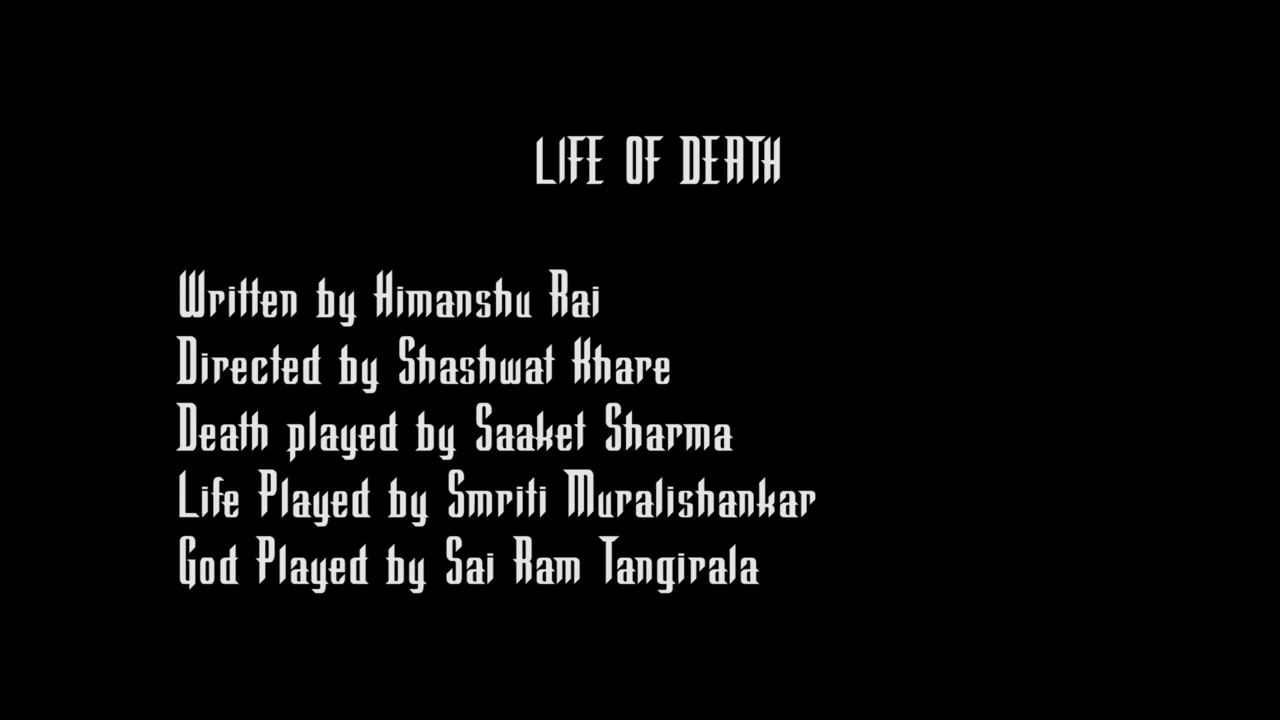 LIFE OF DEATH
Written by Himanshu Rai
Directed by Shashwat Khare
Death played by Saaket Sharma
Life Played by Smriti Muralishankar
God Played by Sai Ram Tangirala